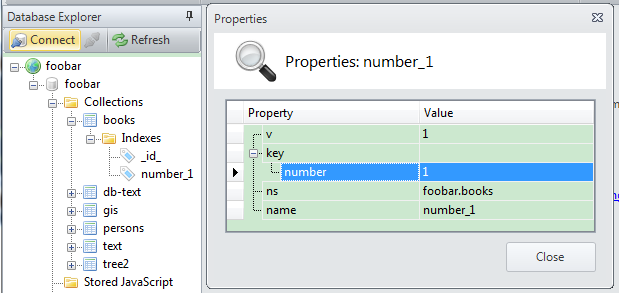 Database Explorer
Connect Refresh
foobar
foobar
Collections
books
Indexes
_id_
number_1
db-text
gis
persons
text
tree2
Stored JavaScript
Properties
Properties: number_1
Property Value
v 1
key
number 1
ns foobar.books
name number_1
Close